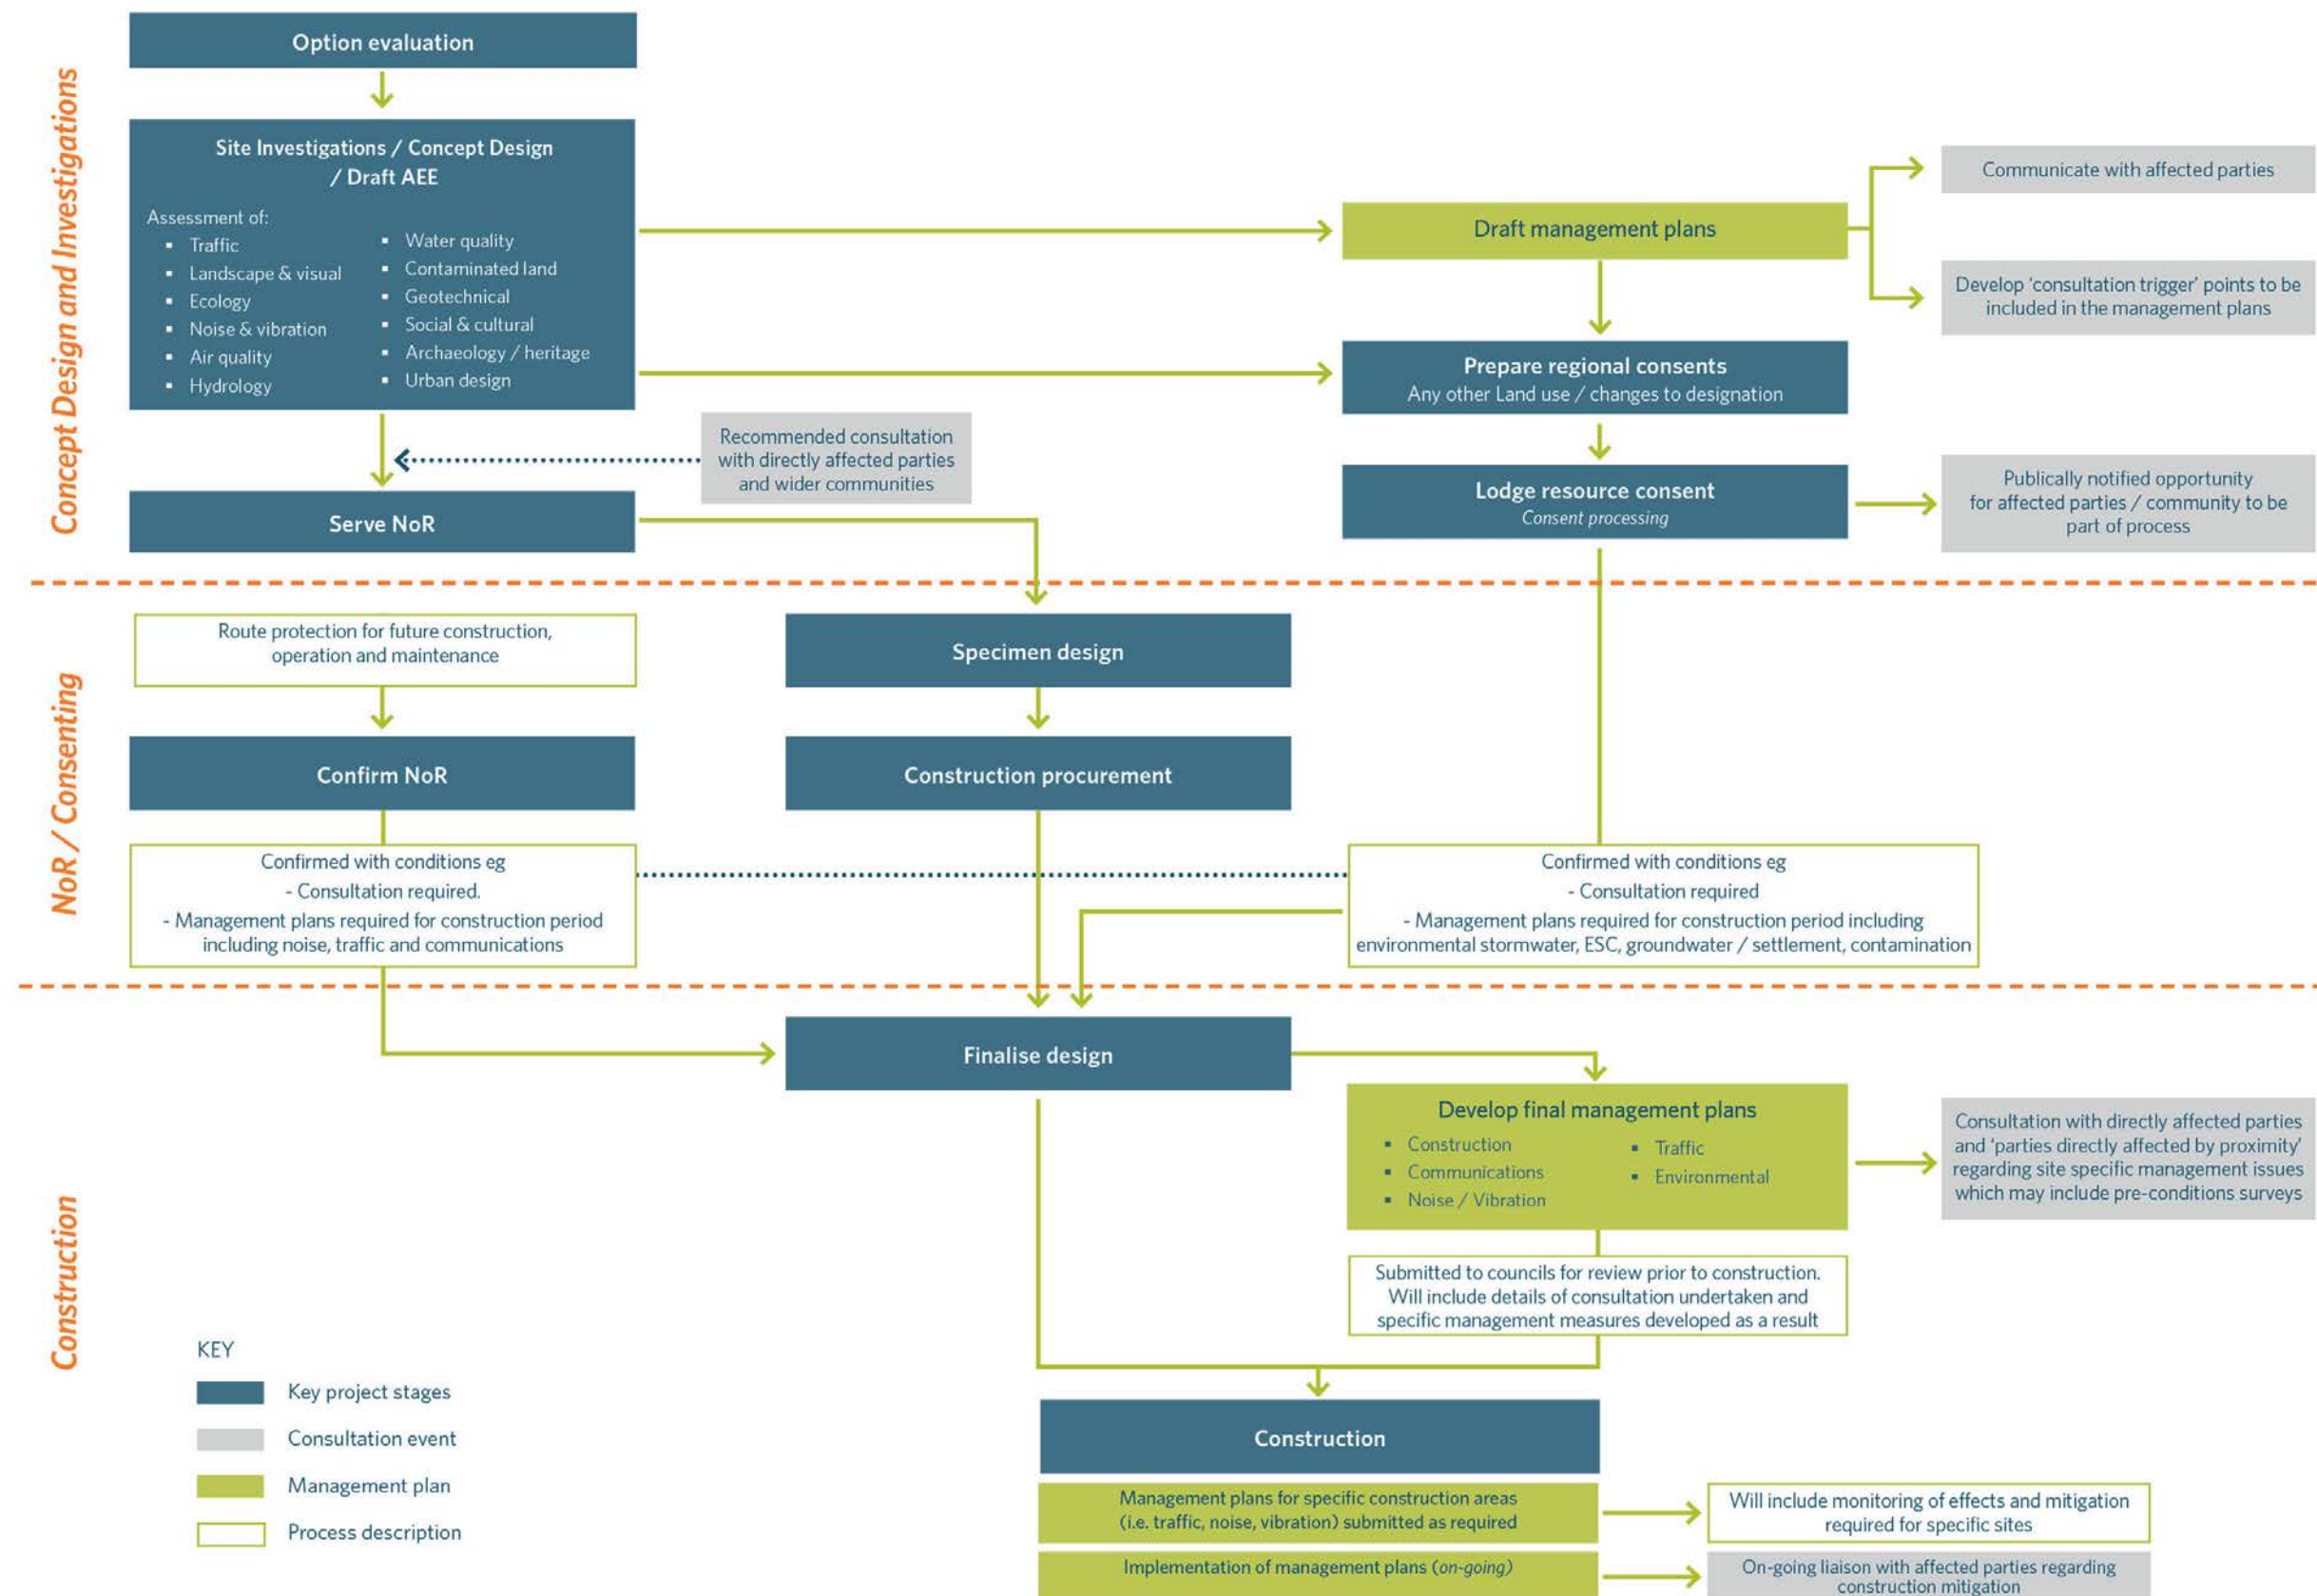 Concept Design and Investigations
Option evaluation
Site Investigations / Concept Design
/ Draft AEE
Assessment of:
▪ Traffic
▪ Landscape & visual
▪ Ecology
▪ Noise & vibration
▪ Air quality
▪ Hydrology
▪ Water quality
▪ Contaminated land
▪ Geotechnical
▪ Social & cultural
▪ Archaeology / heritage
▪ Urban design
Recommended consultation
with directly affected parties
and wider communities
Serve NoR
Draft management plans
Communicate with affected parties
Develop ‘consultation trigger’ points to be
included in the management plans
Prepare regional consents
Any other Land use / changes to designation
Lodge resource consent
Consent processing
Publically notified opportunity
for affected parties / community to be
part of process
NoR / Consenting
Route protection for future construction,
operation and maintenance
Confirm NoR
Confirmed with conditions eg
- Consultation required.
- Management plans required for construction period
including noise, traffic and communications
Specimen design
Construction procurement
Confirmed with conditions eg
- Consultation required
- Management plans required for construction period including
environmental stormwater, ESC, groundwater / settlement, contamination
Construction
Finalise design
Develop final management plans
▪ Construction
▪ Communications
▪ Noise / Vibration
▪ Traffic
▪ Environmental
Consultation with directly affected parties
and ‘parties directly affected by proximity’
regarding site specific management issues
which may include pre-conditions surveys
Submitted to councils for review prior to construction.
Will include details of consultation undertaken and
specific management measures developed as a result
Construction
Management plans for specific construction areas
(i.e. traffic, noise, vibration) submitted as required
Will include monitoring of effects and mitigation
required for specific sites
Implementation of management plans (on-going)
On-going liaison with affected parties regarding
construction mitigation
KEY
Key project stages
Consultation event
Management plan
Process description